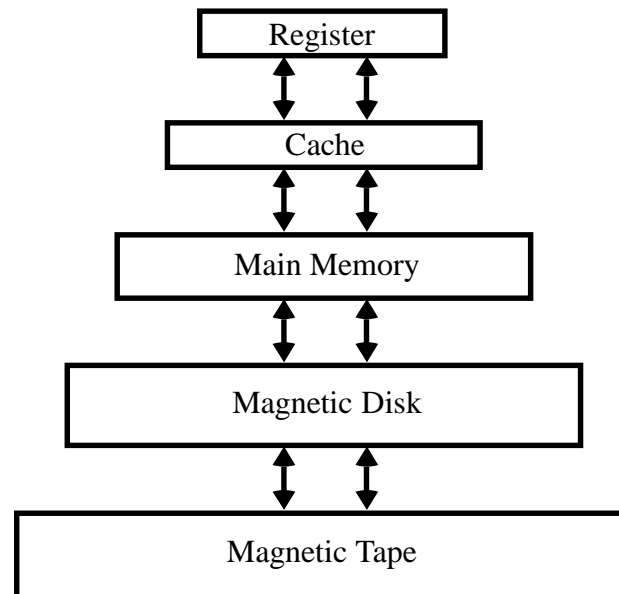 Register
Cache
Main Memory
Magnetic Disk
Magnetic Tape